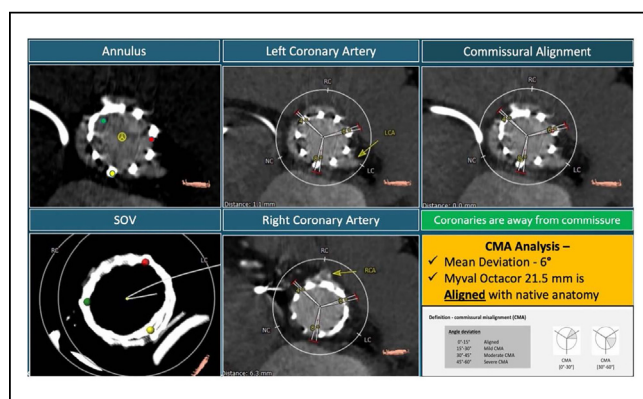 Annulus
Left Coronary Artery
Commissural Alignment
RC
LCA
NC
LC
Distance: 1.1 mm
RC
NC
LC
Distance: 0.0 mm
SOV
Right Coronary Artery
Coronaries are away from commissure
RC
LC
RC
RCA
NC
LC
Distance: 6.3 mm
CMA Analysis –
✓ Mean Deviation - 6°
✓ Myval Octacor 21.5 mm is
Aligned with native anatomy
Definition - commissural misalignment (CMA)
Angle deviation
0°-15° Aligned
15°-30° Mild CMA
30°-45° Moderate CMA
45°-60° Severe CMA
CMA
[0°-30°]
CMA
[30°-60°]